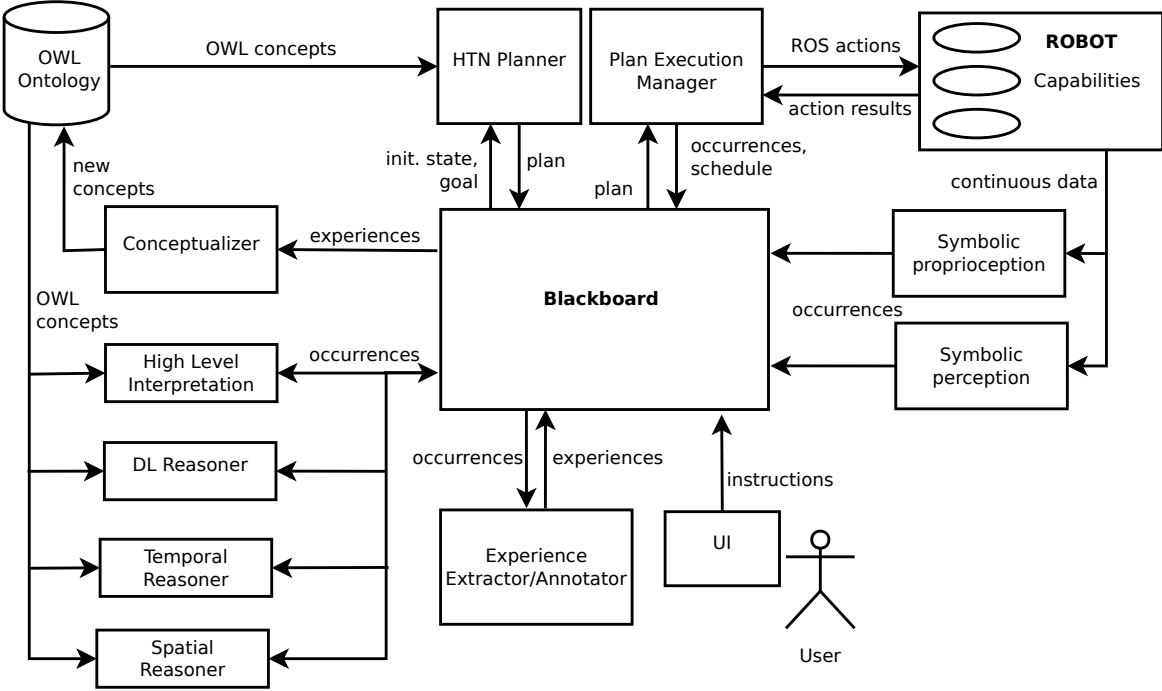 OWL
Ontology
OWL concepts
HTN Planner
Plan Execution
Manager
ROS actions
action results
ROBOT
Capabilities
new
concepts
init. state,
goal
plan
plan
occurrences,
schedule
continuous data
Conceptualizer
experiences
Blackboard
Symbolic
proprioception
OWL
concepts
occurrences
High Level
Interpretation
occurrences
Symbolic
perception
DL Reasoner
occurrences
experiences
instructions
Temporal
Reasoner
Experience
Extractor/Annotator
UI
Spatial
Reasoner
User